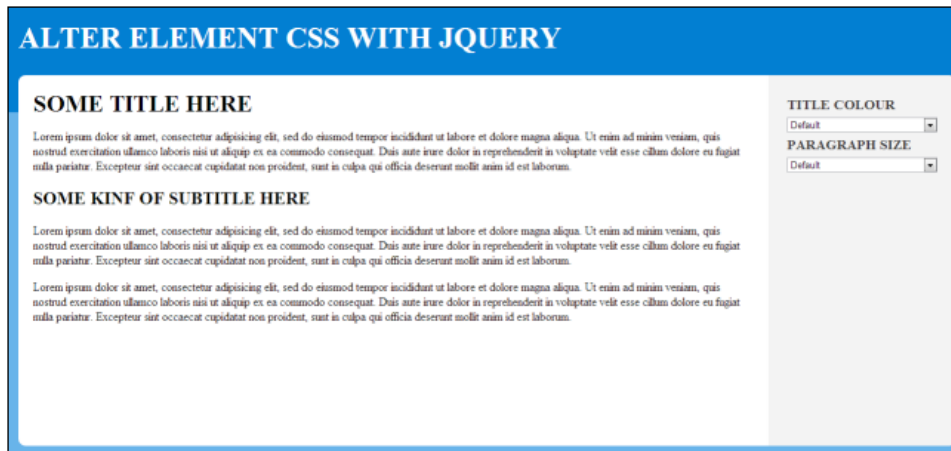 ALTER ELEMENT CSS WITH JQUERY
SOME TITLE HERE
Lorem ipsum dolor sit amet, consectetur adipisicing elit, sed do eiusmod tempor incididunt ut labore et dolore magna aliqua. Ut enim ad minim veniam, quis
nostrud exercitation ullamco laboris nisi ut aliquip ex ea commodo consequat. Duis aute irure dolor in reprehenderit in voluptate velit esse cillum dolore eu fugiat
nulla pariatur. Excepteur sint occaecat cupidatat non proident, sunt in culpa qui officia deserunt mollit anim id est laborum.
SOME KINF OF SUBTITLE HERE
Lorem ipsum dolor sit amet, consectetur adipisicing elit, sed do eiusmod tempor incididunt ut labore et dolore magna aliqua. Ut enim ad minim veniam, quis
nostrud exercitation ullamco laboris nisi ut aliquip ex ea commodo consequat. Duis aute irure dolor in reprehenderit in voluptate velit esse cillum dolore eu fugiat
nulla pariatur. Excepteur sint occaecat cupidatat non proident, sunt in culpa qui officia deserunt mollit anim id est laborum.
Lorem ipsum dolor sit amet, consectetur adipisicing elit, sed do eiusmod tempor incididunt ut labore et dolore magna aliqua. Ut enim ad minim veniam, quis
nostrud exercitation ullamco laboris nisi ut aliquip ex ea commodo consequat. Duis aute irure dolor in reprehenderit in voluptate velit esse cillum dolore eu fugiat
nulla pariatur. Excepteur sint occaecat cupidatat non proident, sunt in culpa qui officia deserunt mollit anim id est laborum.
TITLE COLOUR
Default
PARAGRAPH SIZE
Default